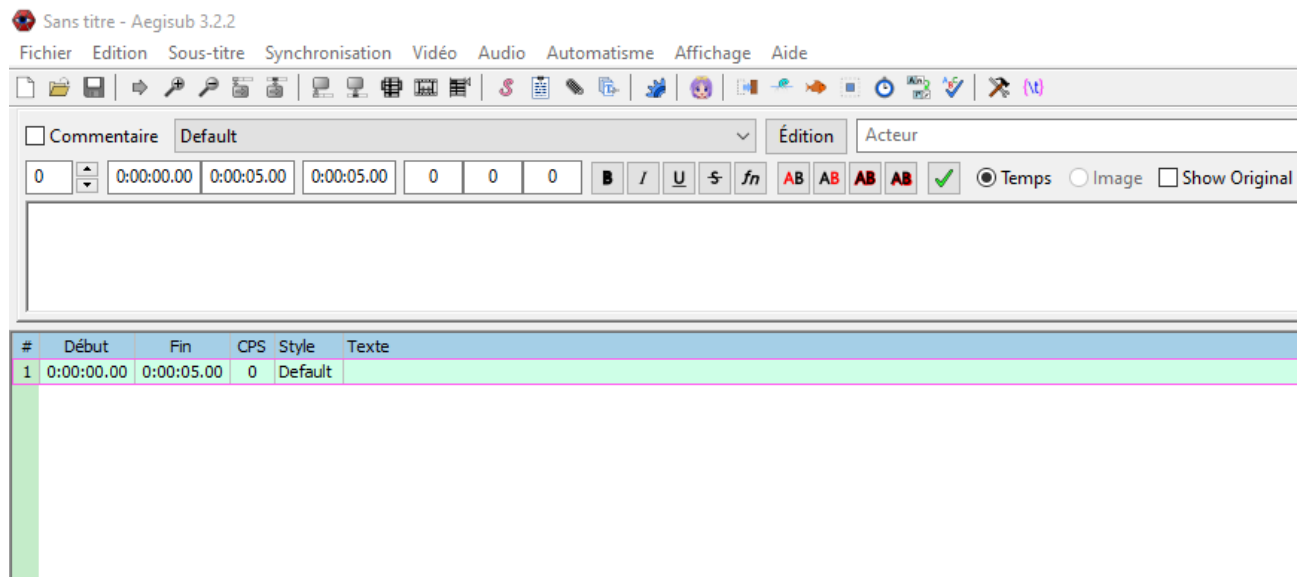 Sans titre - Aegisub 3.2.2
Fichier Edition Sous-titre Synchronisation Vidéo Audio Automatisme Affichage Aide
S {\t}
Commentaire Default Édition Acteur
0 0:00:00.00 0:00:05.00 0:00:05.00 0 0 0 B I U S fn AB AB AB AB Temps Image Show Original
# Début Fin CPS Style Texte
1 0:00:00.00 0:00:05.00 0 Default